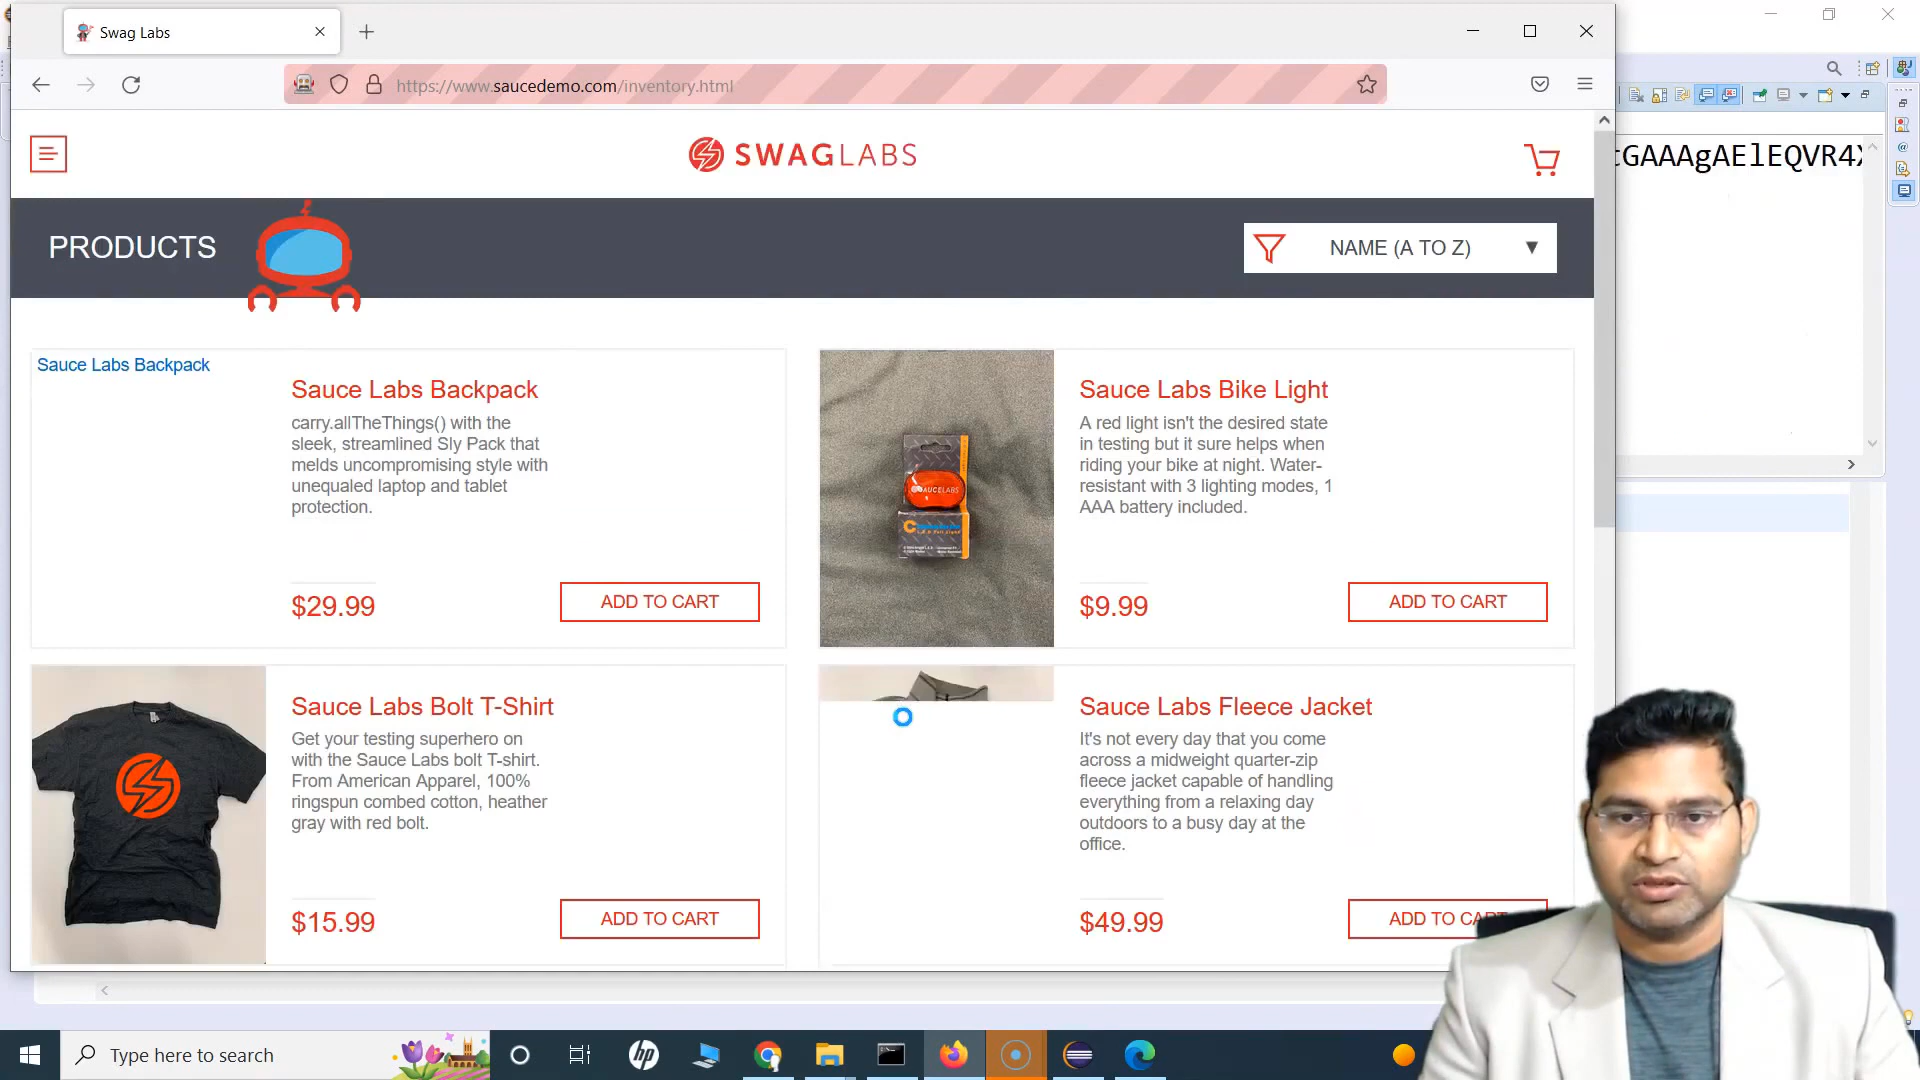 Swag Labs
https://www.saucedemo.com/inventory.html
SWAGLABS
tGAAAgAElEQVR4X
PRODUCTS
NAME (A TO Z)
Sauce Labs Backpack
Sauce Labs Backpack
carry.allTheThings() with the
sleek, streamlined Sly Pack that
melds uncompromising style with
unequaled laptop and tablet
protection.
$29.99
ADD TO CART
Sauce Labs Bike Light
A red light isn't the desired state
in testing but it sure helps when
riding your bike at night. Water-
resistant with 3 lighting modes, 1
AAA battery included.
$9.99
ADD TO CART
SAUCELABS
Sauce Labs Bolt T-Shirt
Get your testing superhero on
with the Sauce Labs bolt T-shirt.
From American Apparel, 100%
ringspun combed cotton, heather
gray with red bolt.
$15.99
ADD TO CART
Sauce Labs Fleece Jacket
It's not every day that you come
across a midweight quarter-zip
fleece jacket capable of handling
everything from a relaxing day
outdoors to a busy day at the
office.
$49.99
ADD TO CART
Type here to search
hp